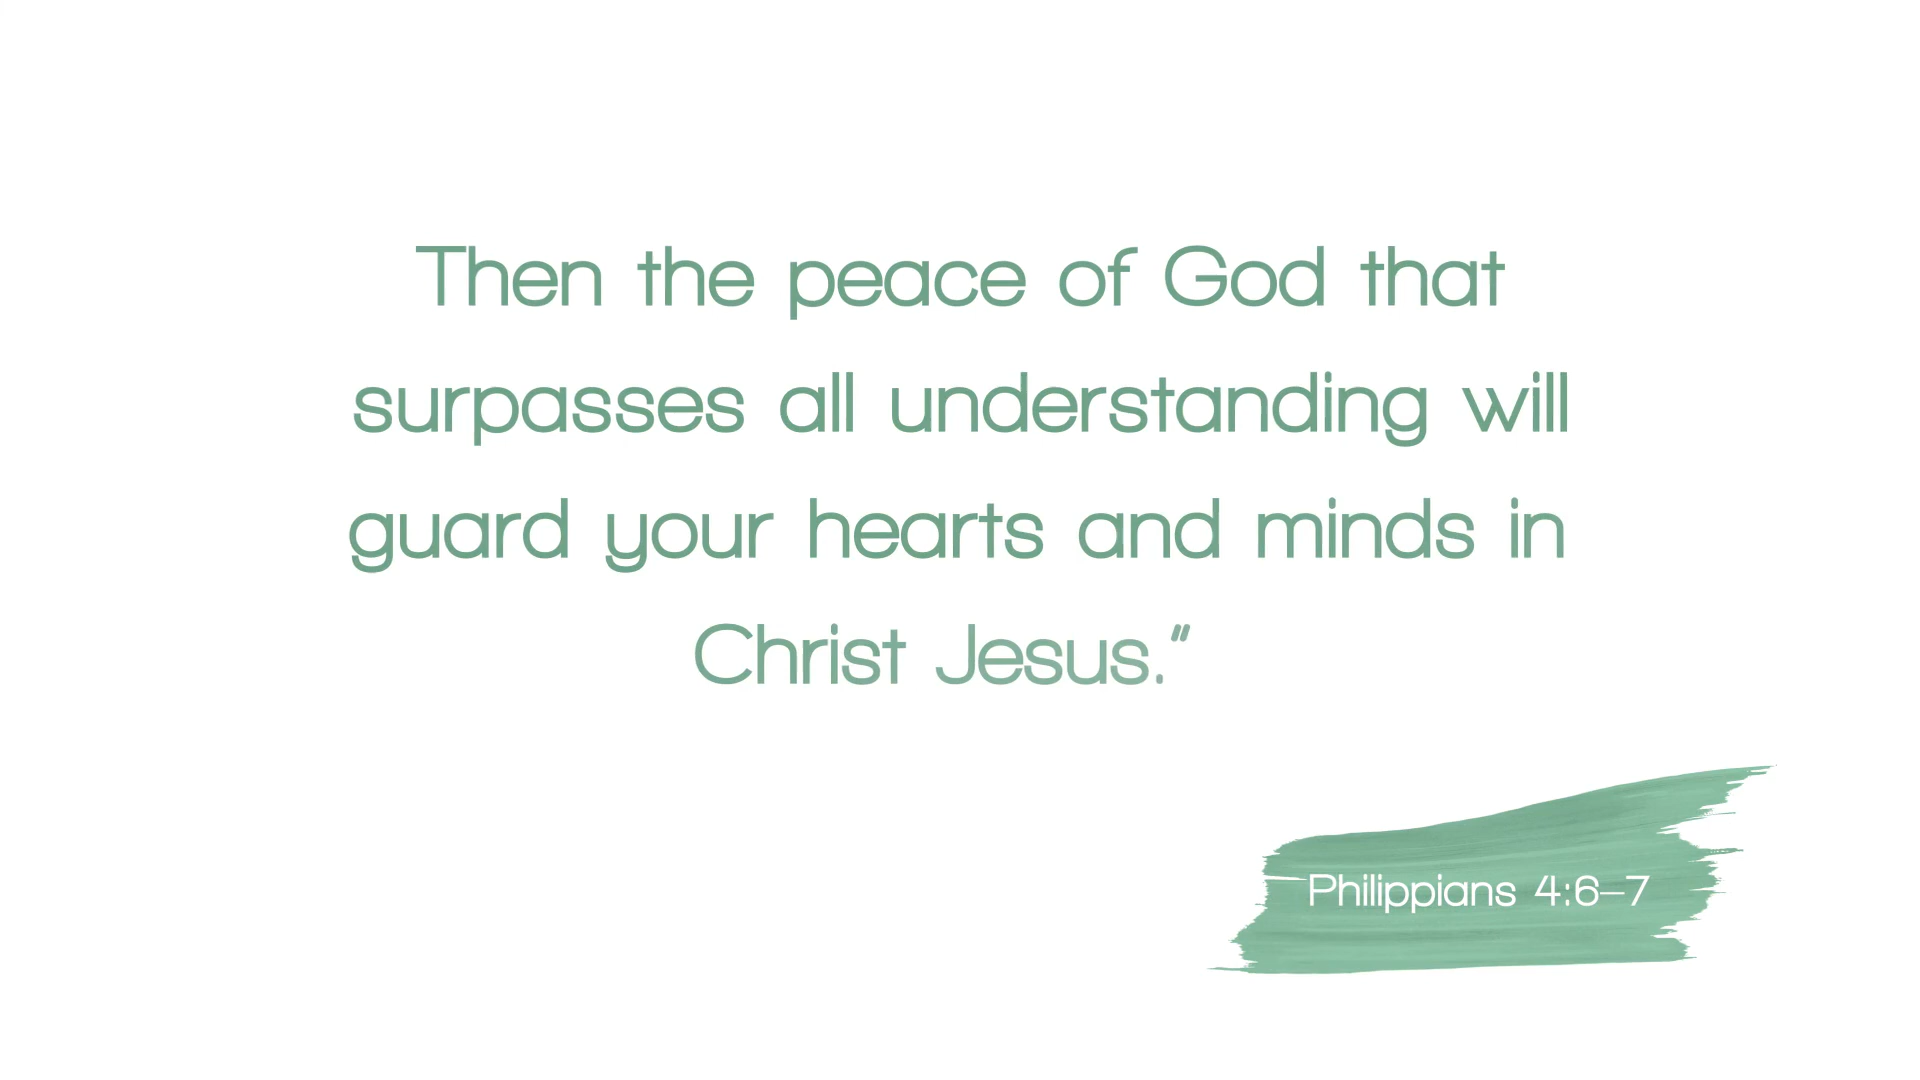 Then the peace of God that
surpasses all understanding will
guard your hearts and minds in
Christ Jesus.”
Philippians 4:6–7